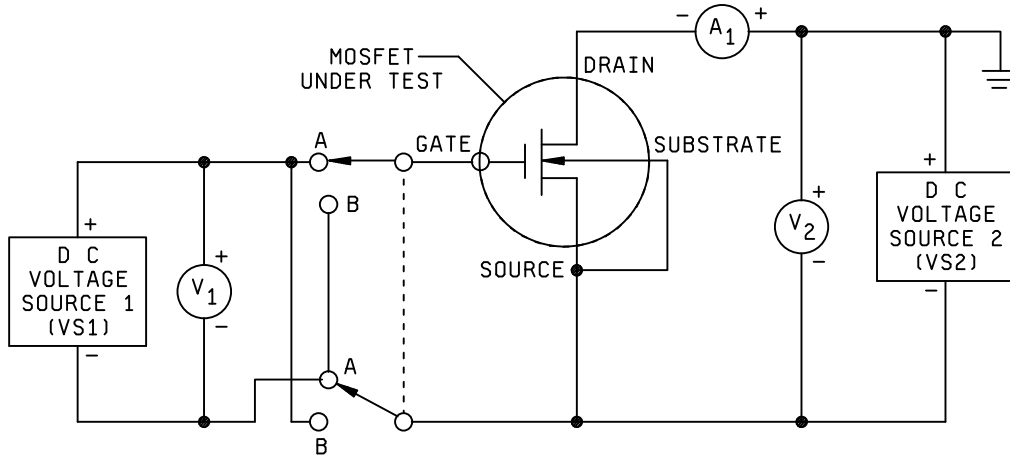 - A1 +
MOSFET
UNDER TEST
DRAIN
A
GATE
SUBSTRATE
+
B
+
+
D C
VOLTAGE
SOURCE 1
(VS1)
-
+
V1
-
SOURCE
V2
-
D C
VOLTAGE
SOURCE 2
(VS2)
-
A
B